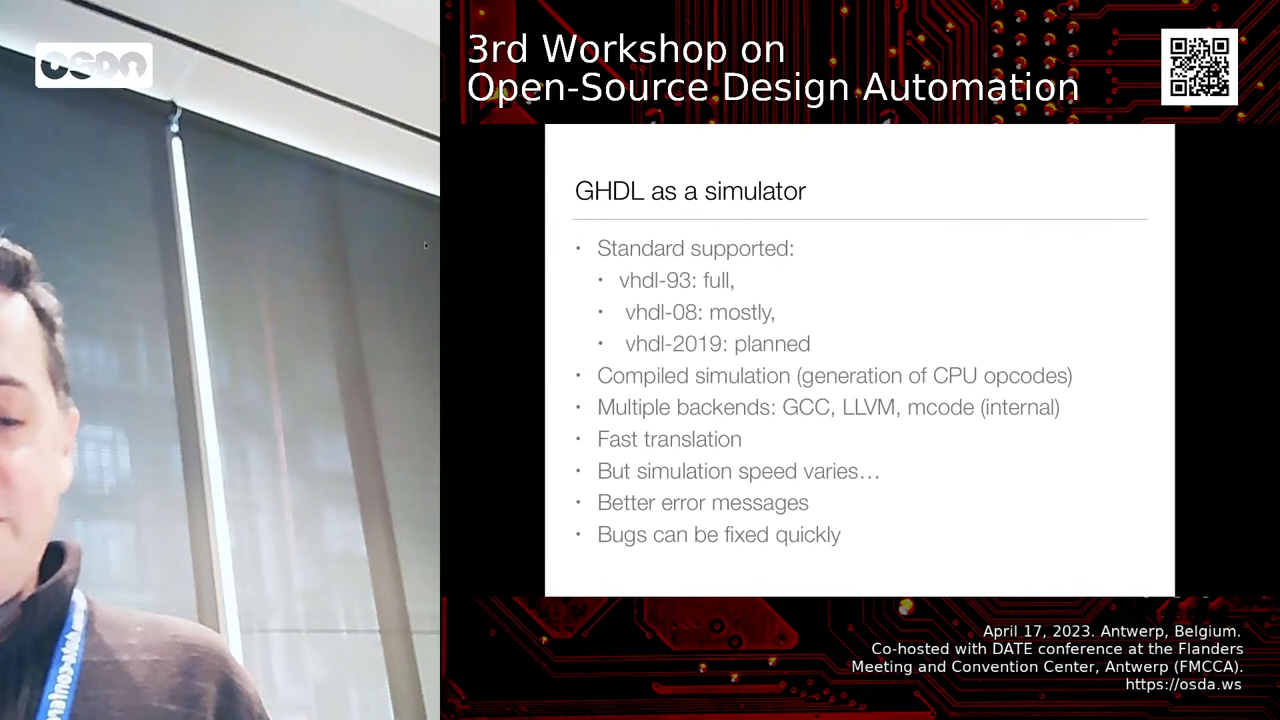 OSDA
3rd Workshop on
Open-Source Design Automation
GHDL as a simulator
• Standard supported:
• vhdl-93: full,
• vhdl-08: mostly,
• vhdl-2019: planned
• Compiled simulation (generation of CPU opcodes)
• Multiple backends: GCC, LLVM, mcode (internal)
• Fast translation
• But simulation speed varies…
• Better error messages
• Bugs can be fixed quickly
April 17, 2023. Antwerp, Belgium.
Co-hosted with DATE conference at the Flanders
Meeting and Convention Center, Antwerp (FMCCA).
https://osda.ws